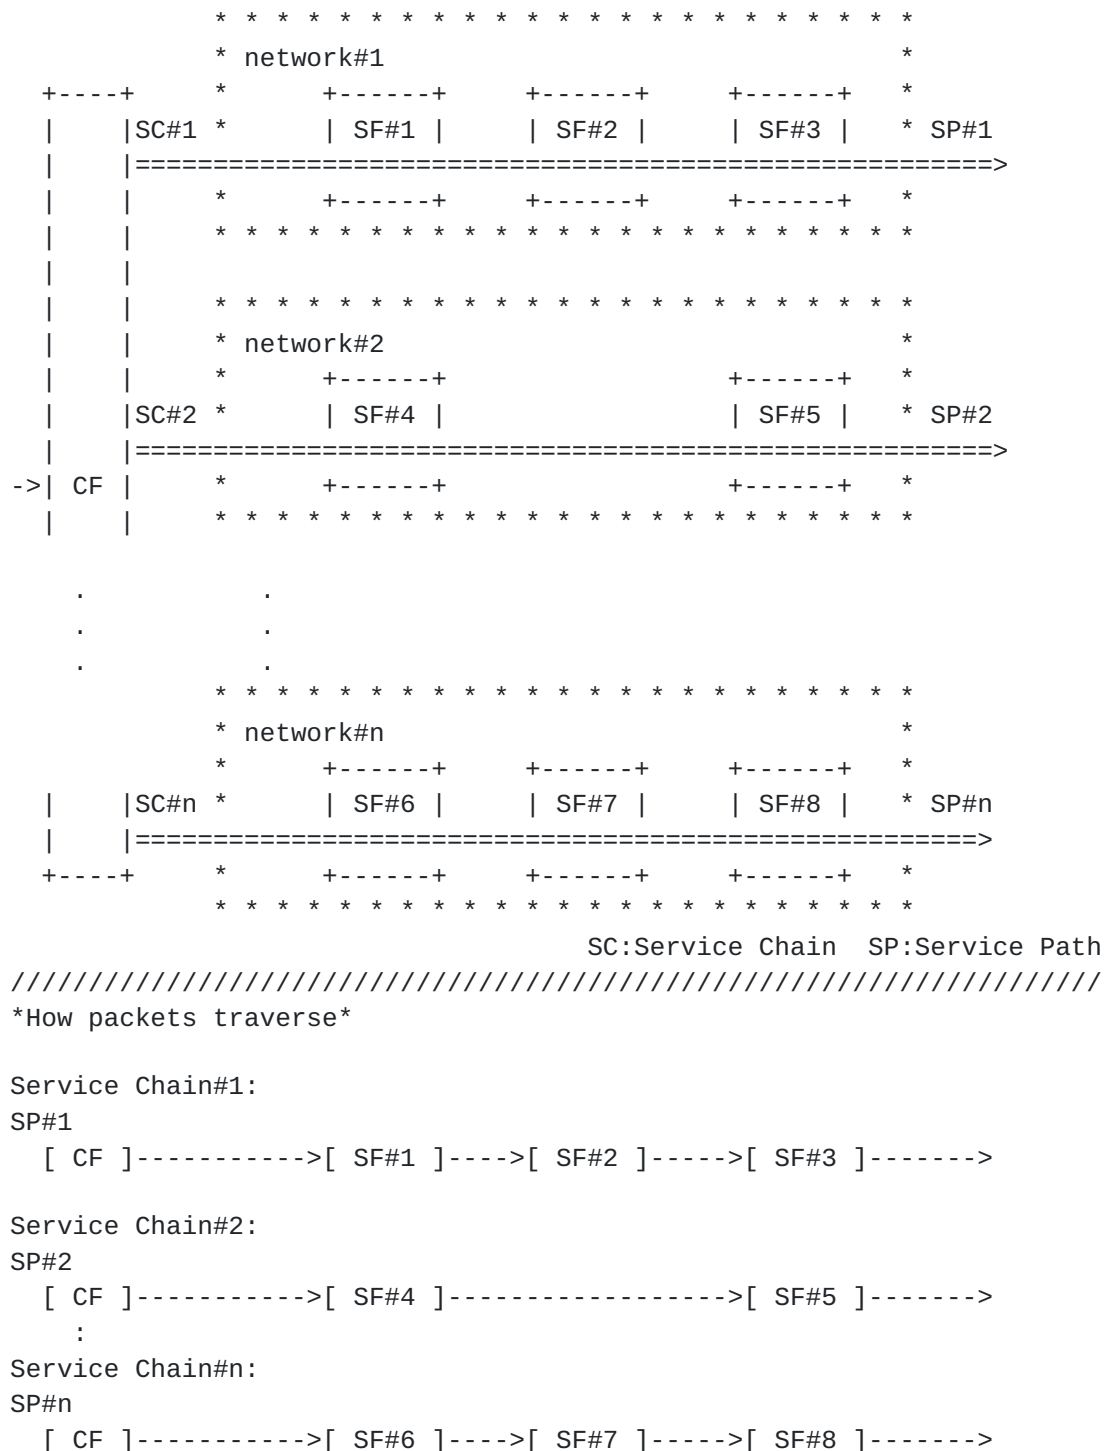 * * * * * * * * * * * * * * * * * * * * * * *
             * network#1                                 *
  +----+     *      +------+     +------+     +------+   *
  |    |SC#1 *      | SF#1 |     | SF#2 |     | SF#3 |   * SP#1
  |    |=======================================================>
  |    |     *      +------+     +------+     +------+   *
  |    |     * * * * * * * * * * * * * * * * * * * * * * *
  |    |
  |    |     * * * * * * * * * * * * * * * * * * * * * * *
  |    |     * network#2                                 *
  |    |     *      +------+                  +------+   *
  |    |SC#2 *      | SF#4 |                  | SF#5 |   * SP#2
  |    |=======================================================>
->| CF |     *      +------+                  +------+   *
  |    |     * * * * * * * * * * * * * * * * * * * * * * *

    .           .
    .           .
    .           .
             * * * * * * * * * * * * * * * * * * * * * * *
             * network#n                                 *
             *      +------+     +------+     +------+   *
  |    |SC#n *      | SF#6 |     | SF#7 |     | SF#8 |   * SP#n
  |    |======================================================>
  +----+     *      +------+     +------+     +------+   *
             * * * * * * * * * * * * * * * * * * * * * * *
                                     SC:Service Chain  SP:Service Path
//////////////////////////////////////////////////////////////////////
*How packets traverse*

Service Chain#1:
SP#1
  [ CF ]----------->[ SF#1 ]---->[ SF#2 ]----->[ SF#3 ]------->

Service Chain#2:
SP#2
  [ CF ]----------->[ SF#4 ]------------------>[ SF#5 ]------->
    :
Service Chain#n:
SP#n
  [ CF ]----------->[ SF#6 ]---->[ SF#7 ]----->[ SF#8 ]------->